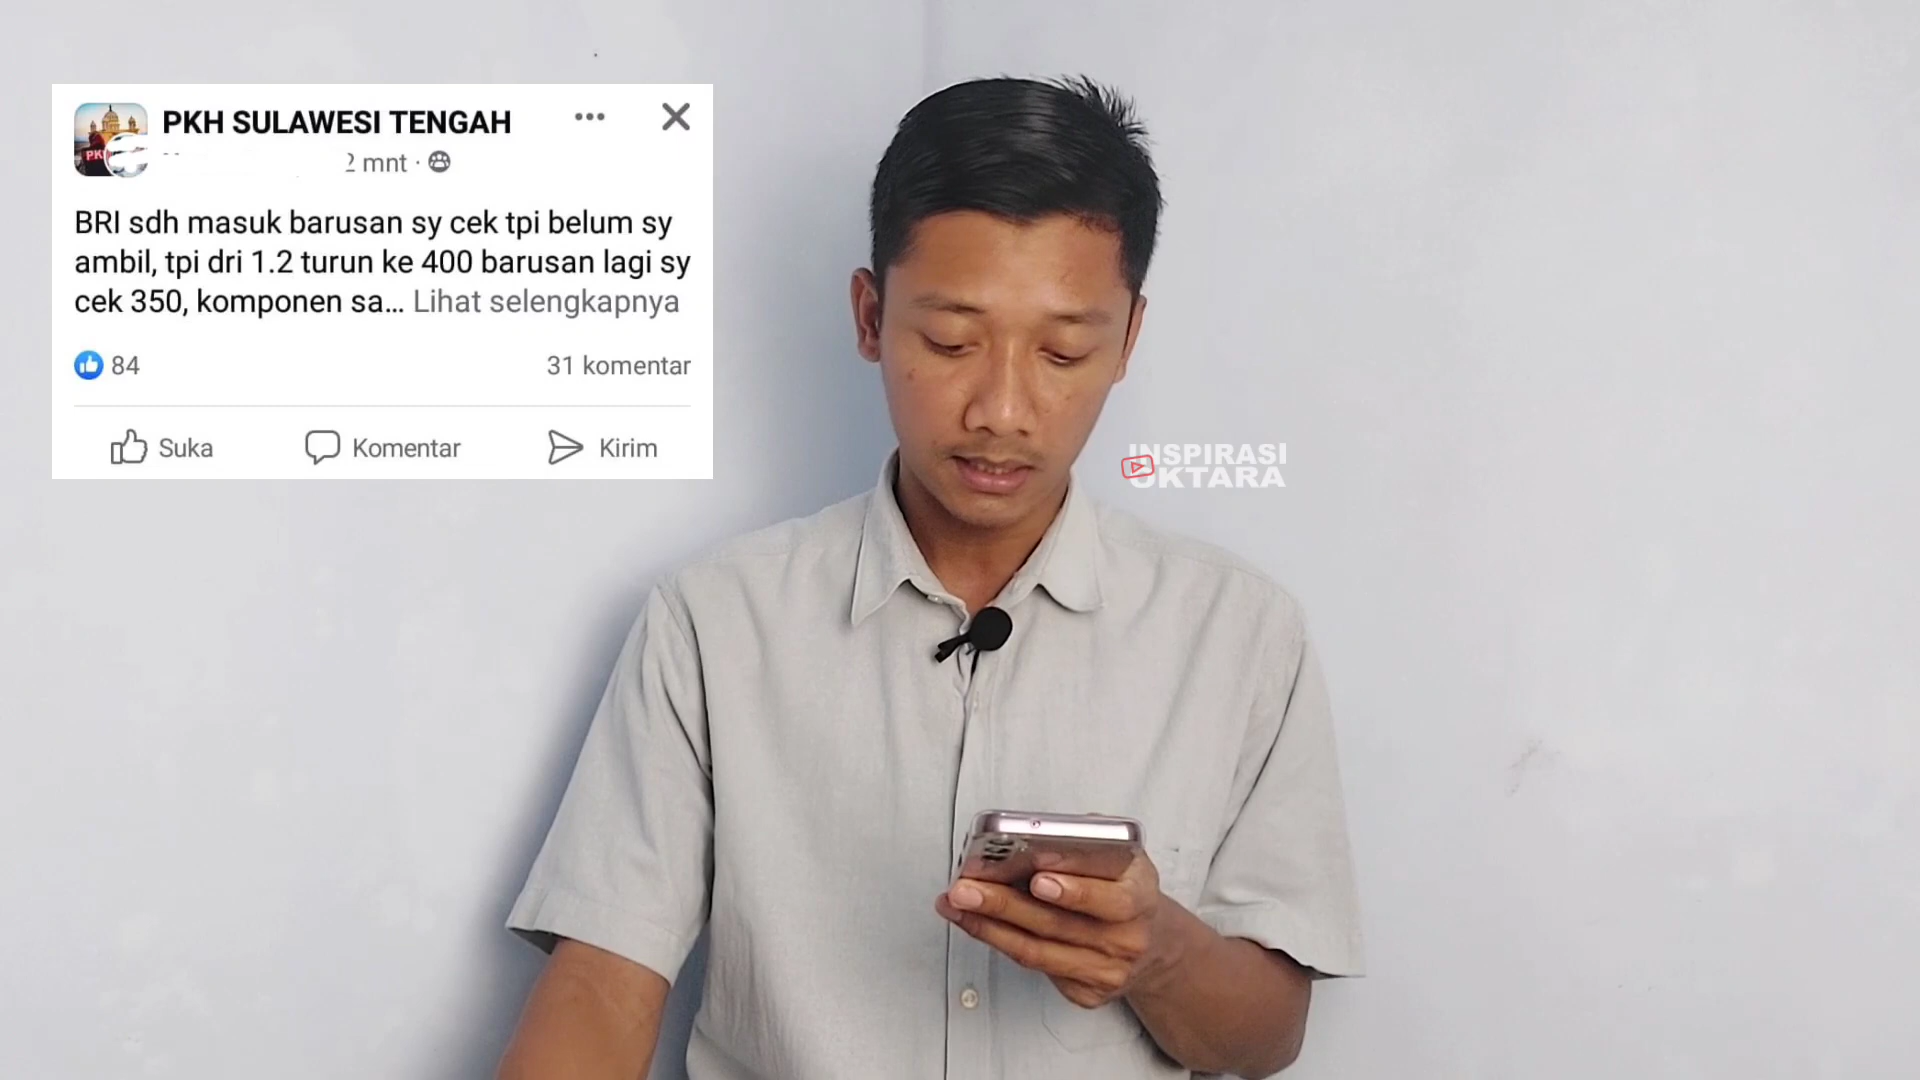 PKH SULAWESI TENGAH
2 mnt ·
BRI sdh masuk barusan sy cek tpi belum sy
ambil, tpi dri 1.2 turun ke 400 barusan lagi sy
cek 350, komponen sa... Lihat selengkapnya
84
31 komentar
Suka
Komentar
Kirim
INSPIRASI
OKTARA